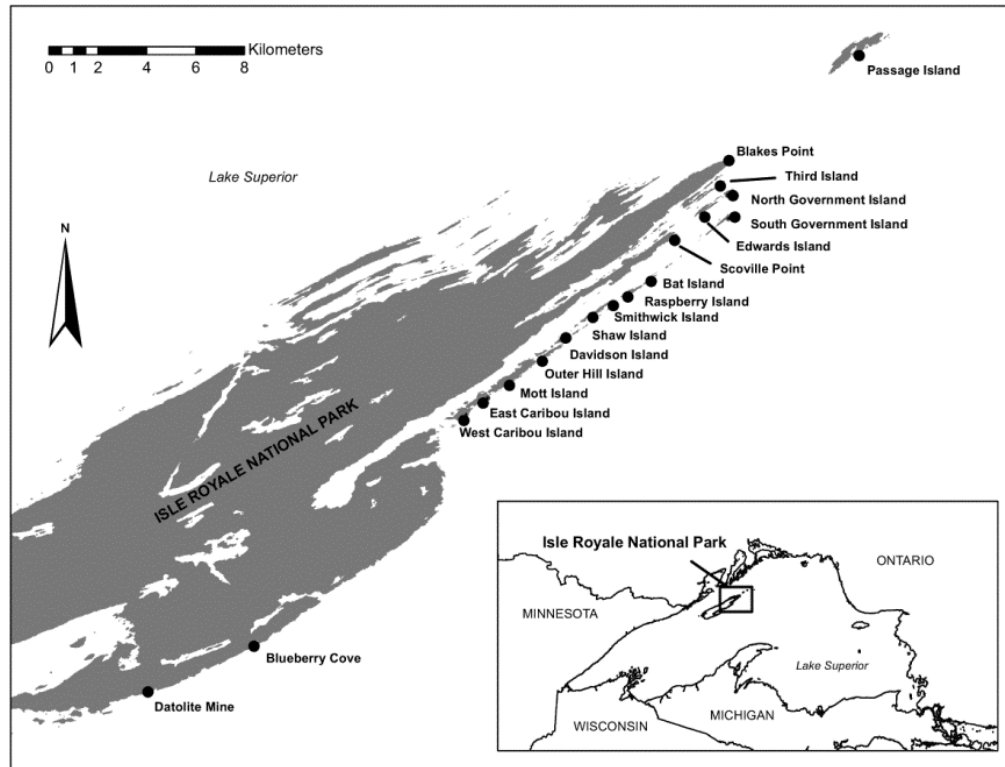 Kilometers
0 1 2 4 6 8
Passage Island
Blakes Point
Lake Superior
Third Island
North Government Island
South Government Island
Edwards Island
Scoville Point
N
Bat Island
Raspberry Island
Smithwick Island
Shaw Island
Davidson Island
Outer Hill Island
Mott Island
East Caribou Island
West Caribou Island
ISLE ROYALE NATIONAL PARK
Blueberry Cove
Datolite Mine
Isle Royale National Park
ONTARIO
MINNESOTA
Lake Superior
MICHIGAN
WISCONSIN